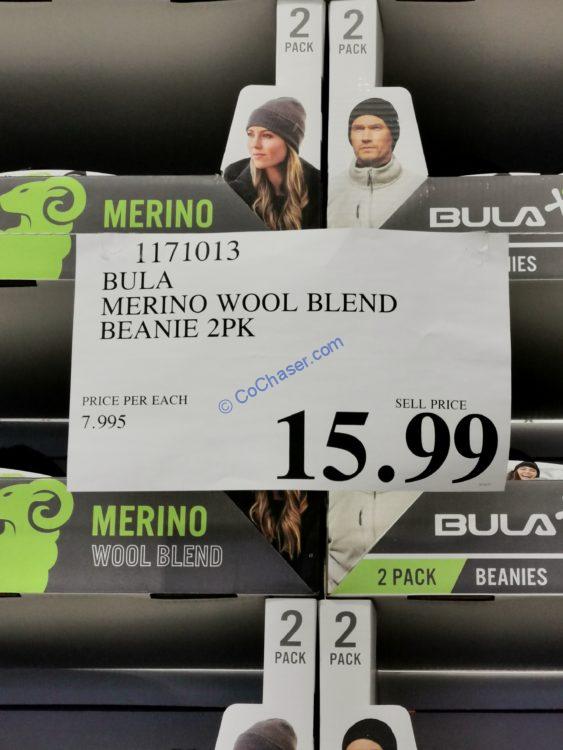 2
PACK
2
PACK
MERINO
BULA+
IES
1171013
BULA
MERINO WOOL BLEND
BEANIE 2PK
© CoChaser.com
PRICE PER EACH
7.995
SELL PRICE
15.99
MERINO
WOOL BLEND
BULA+
2 PACK
BEANIES
2
PACK
2
PACK